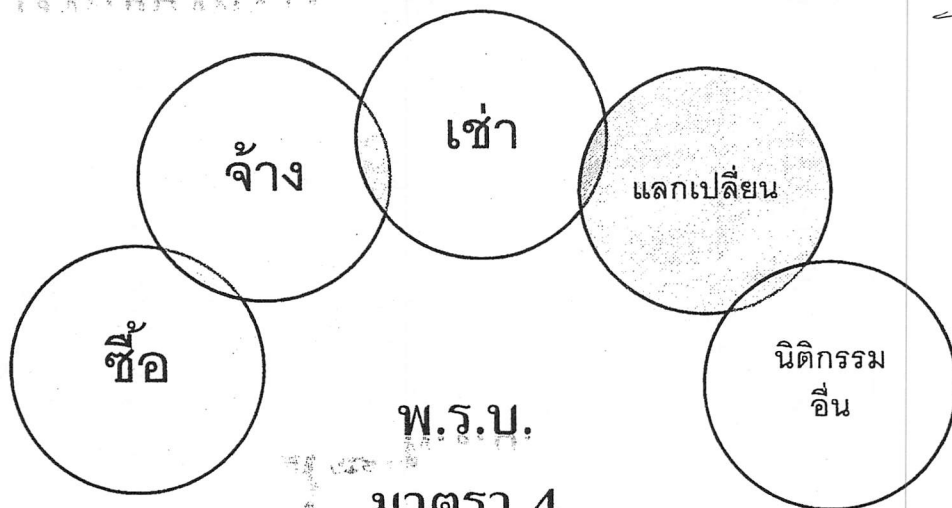 จ้าง
เช่า
แลกเปลี่ยน
ซื้อ
นิติกรรม
อื่น
พ.ร.บ.
มาตรา 4